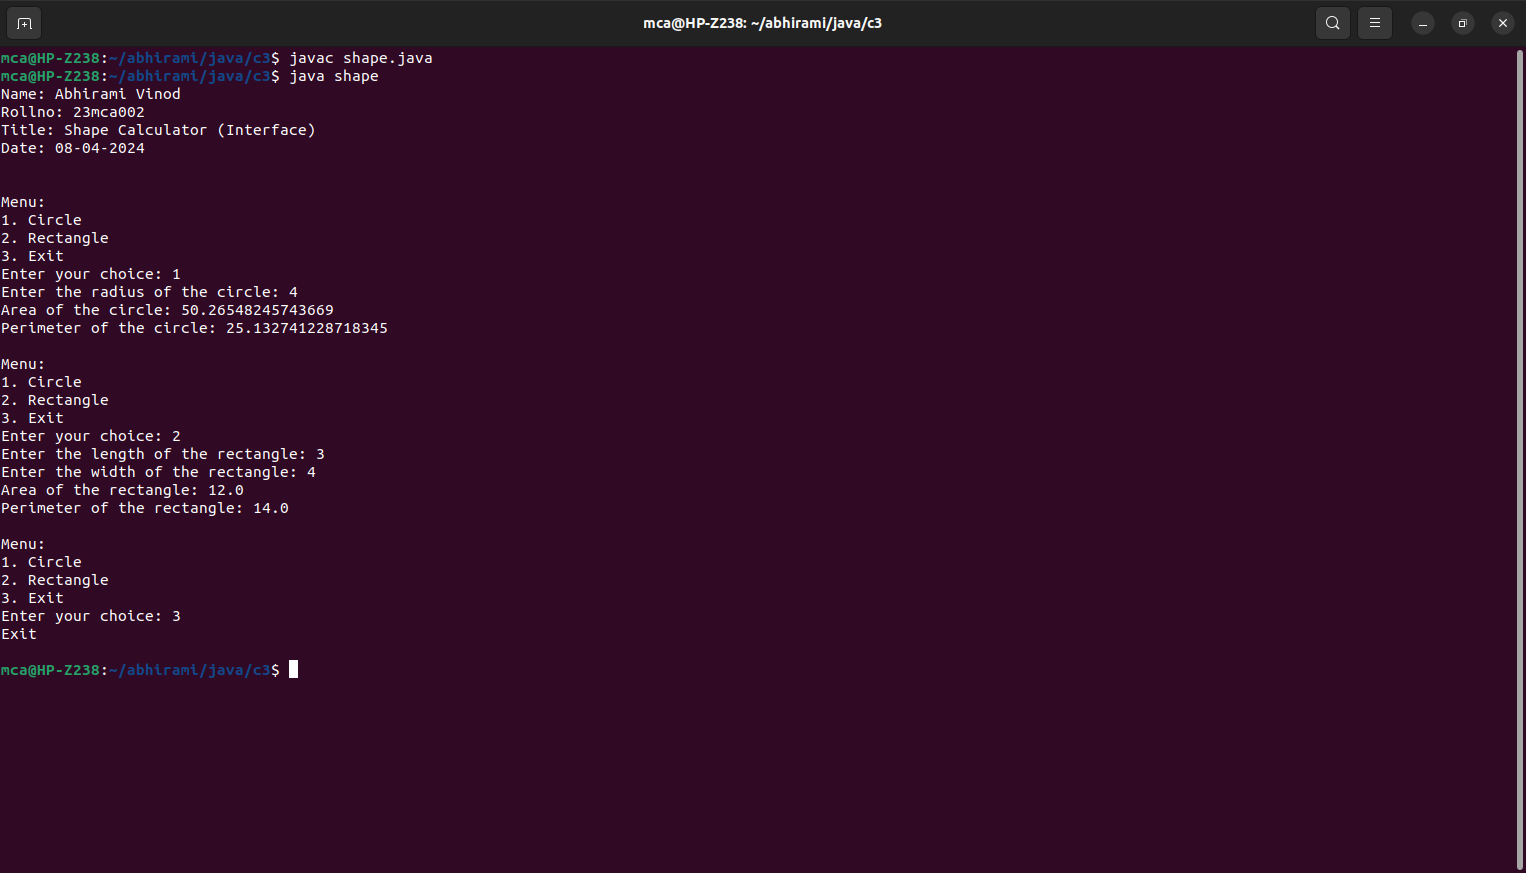 mca@HP-Z238: ~/abhirami/java/c3
mca@HP-Z238:~/abhirami/java/c3$ javac shape.java
mca@HP-Z238:~/abhirami/java/c3$ java shape
Name: Abhirami Vinod
Rollno: 23mca002
Title: Shape Calculator (Interface)
Date: 08-04-2024
Menu:
1. Circle
2. Rectangle
3. Exit
Enter your choice: 1
Enter the radius of the circle: 4
Area of the circle: 50.26548245743669
Perimeter of the circle: 25.132741228718345
Menu:
1. Circle
2. Rectangle
3. Exit
Enter your choice: 2
Enter the length of the rectangle: 3
Enter the width of the rectangle: 4
Area of the rectangle: 12.0
Perimeter of the rectangle: 14.0
Menu:
1. Circle
2. Rectangle
3. Exit
Enter your choice: 3
Exit
mca@HP-Z238:~/abhirami/java/c3$